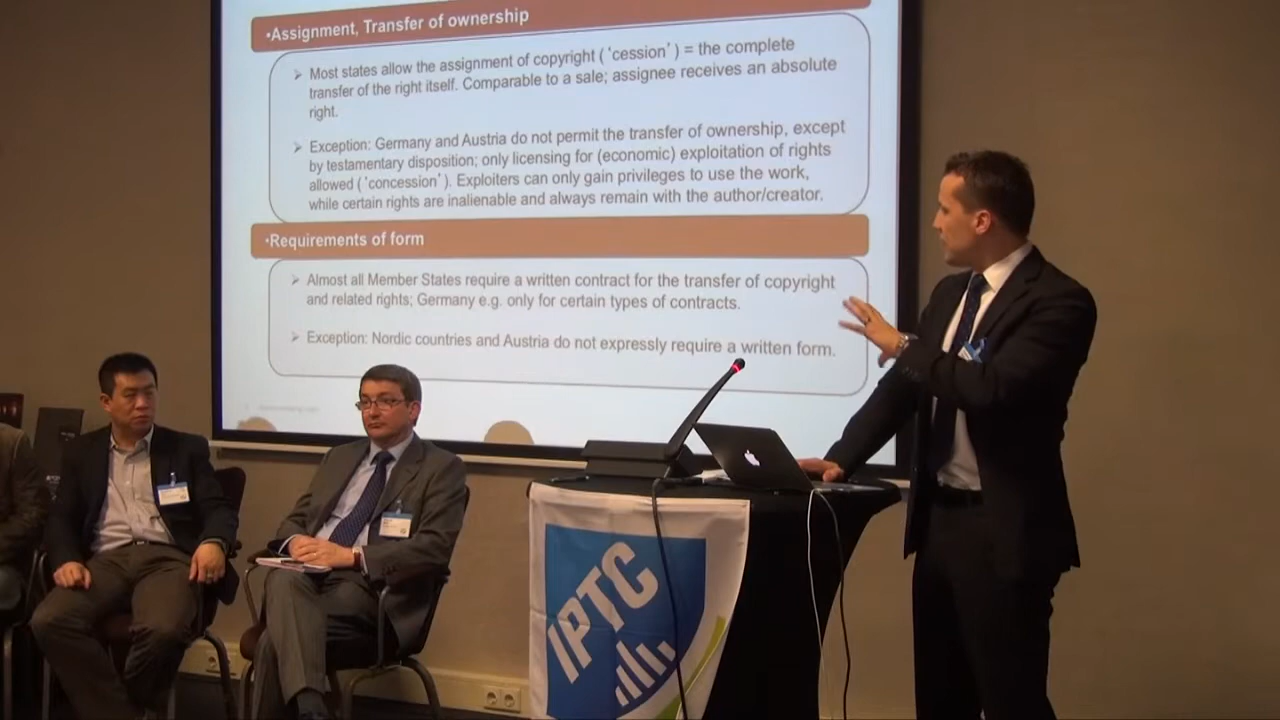 •Assignment, Transfer of ownership
➢ Most states allow the assignment of copyright (‘cession’) = the complete
transfer of the right itself. Comparable to a sale; assignee receives an absolute
right.
➢ Exception: Germany and Austria do not permit the transfer of ownership, except
by testamentary disposition; only licensing for (economic) exploitation of rights
allowed (‘concession’). Exploiters can only gain privileges to use the work,
while certain rights are inalienable and always remain with the author/creator.
•Requirements of form
➢ Almost all Member States require a written contract for the transfer of copyright
and related rights; Germany e.g. only for certain types of contracts.
➢ Exception: Nordic countries and Austria do not expressly require a written form.
IPTC